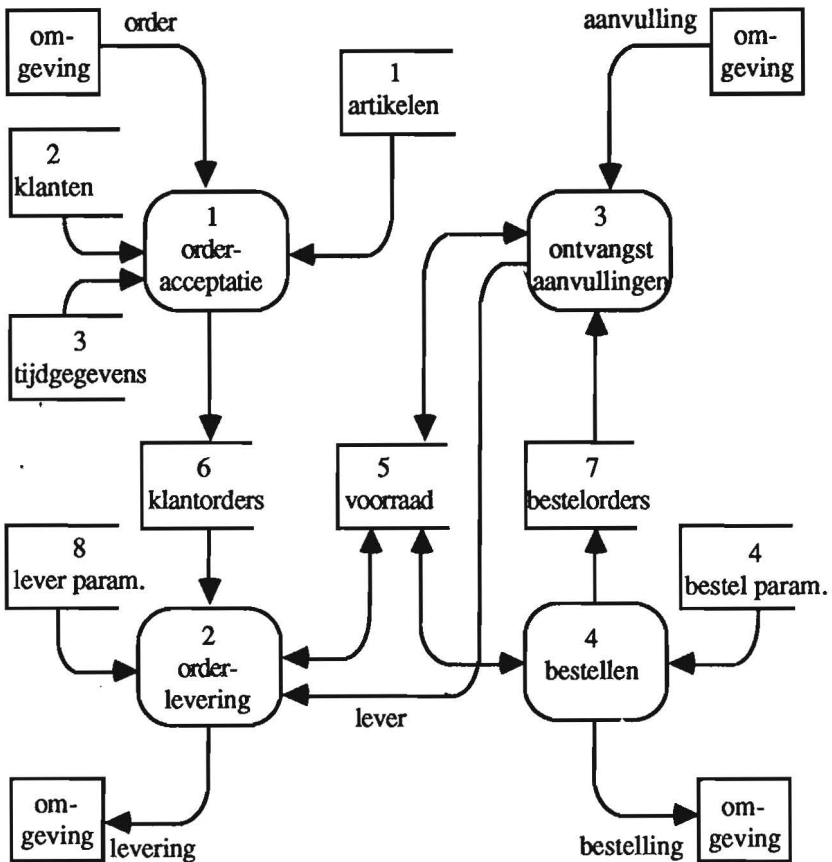 order
om-
geving
1
artikelen
aanvulling
om-
geving
2
klanten
1
order-
acceptatie
3
ontvangst
aanvullingen
3
tijdgegevens
6
klantorders
5
voorraad
7
bestelorders
8
lever param.
4
bestel param.
2
order-
levering
4
bestellen
lever
om-
geving
levering
bestelling
om-
geving